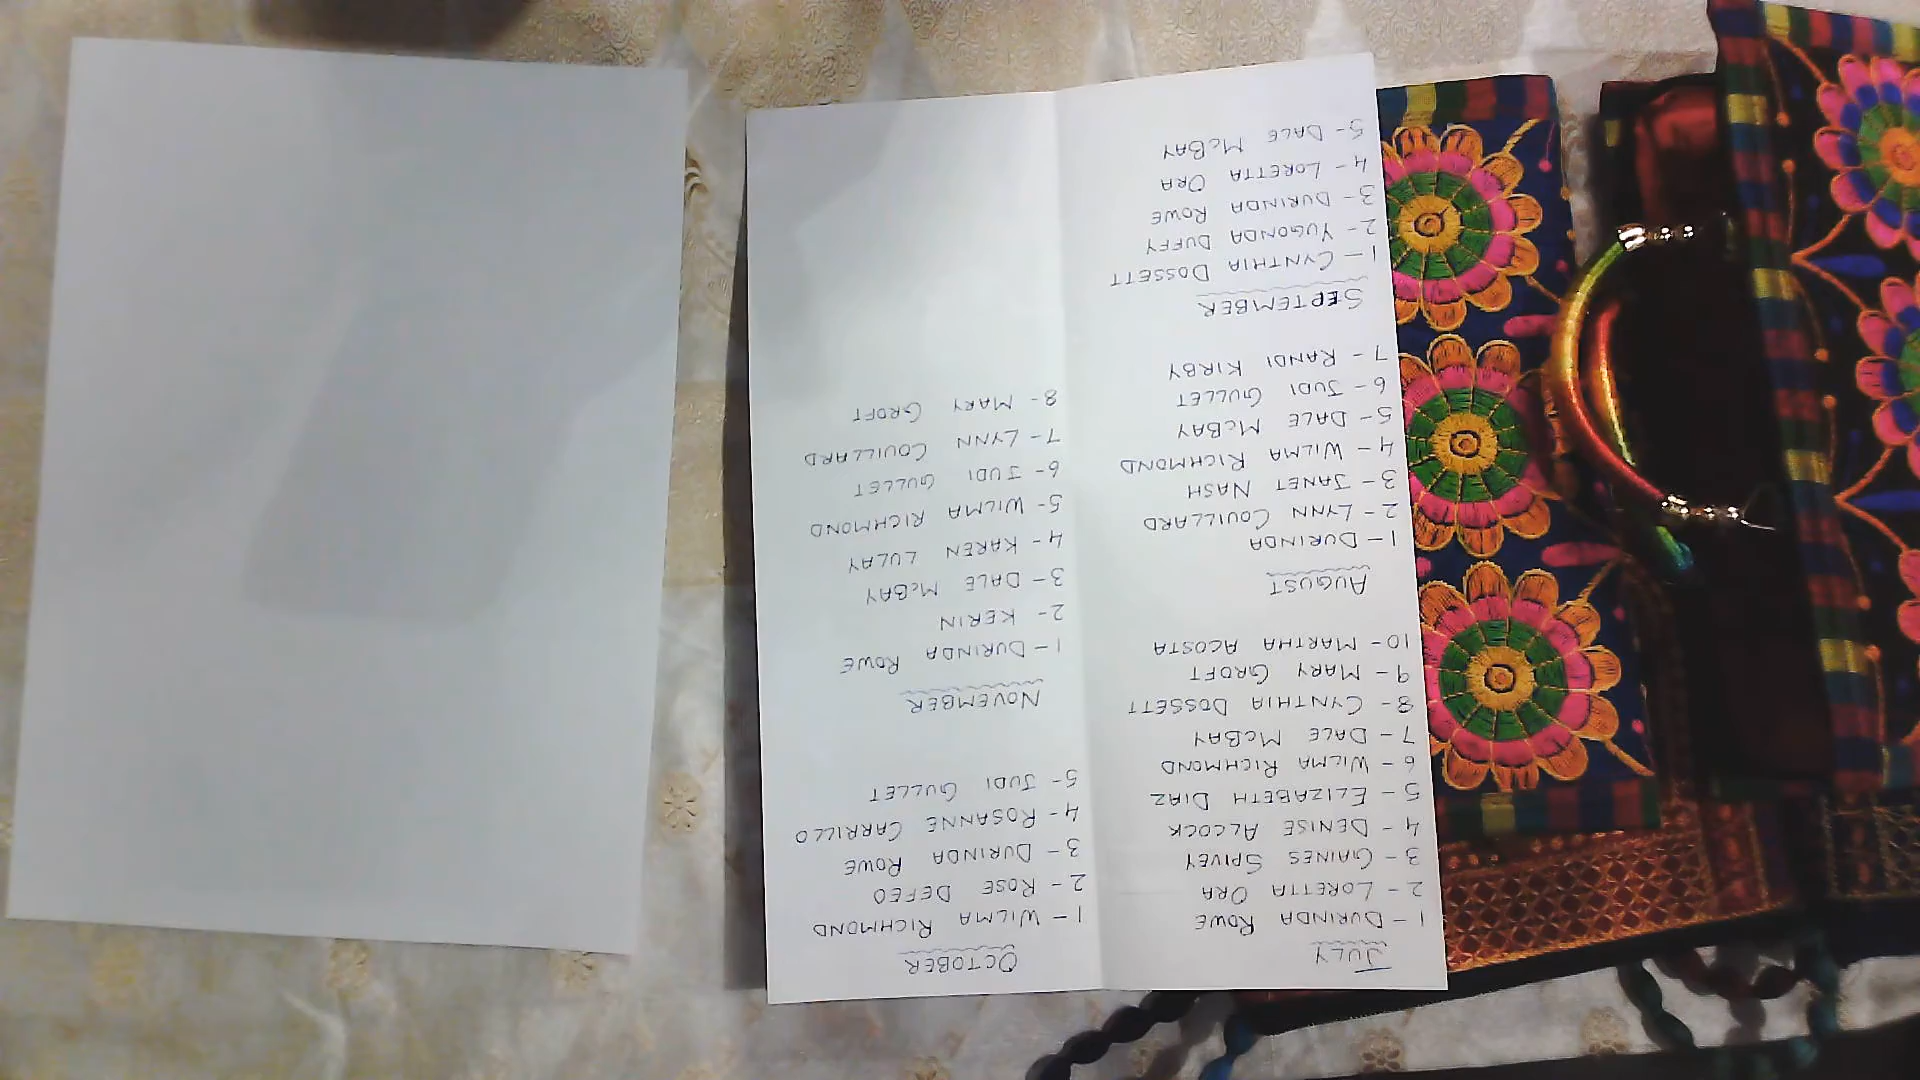 JULY
1- DURINDA ROWE
2- LORETTA ORA
3- GAINES SPIVEY
4- DENISE ALCOCK
5- ELIZABETH DIAZ
6- WILMA RICHMOND
7- DALE McBAY
8- CYNTHIA DOSSETT
9- MARY GROFT
10- MARTHA ACOSTA
AUGUST
1- DURINDA
2- LYNN COUILLARD
3- JANET NASH
4- WILMA RICHMOND
5- DALE McBAY
6- JUDI GULLET
7- RANDI KIRBY
SEPTEMBER
1- CYNTHIA DOSSETT
2- YUGONDA DUFFY
3- DURINDA ROWE
4- LORETTA ORA
5- DALE McBAY
OCTOBER
1- WILMA RICHMOND
2- ROSE DEFEO
3- DURINDA ROWE
4- ROSANNE CARRILLO
5- JUDI GULLET
NOVEMBER
1- DURINDA ROWE
2- KERIN
3- DALE McBAY
4- KAREN LULAY
5- WILMA RICHMOND
6- JUDI GULLET
7- LYNN COUILLARD
8- MARY GROFT